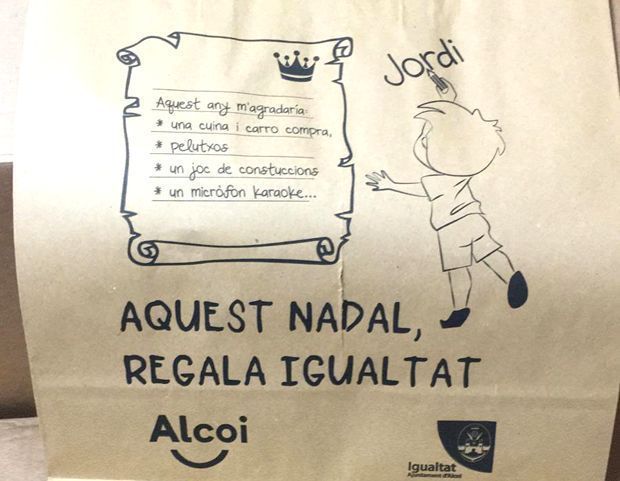 Jordi
Aquest any m'agradaria:
* una cuina i carro compra,
* pelutxos
* un joc de constuccions
* un micròfon karaoke...
AQUEST NADAL,
REGALA IGUALTAT
Alcoi
Igualtat
Ajuntament d'Alcoi